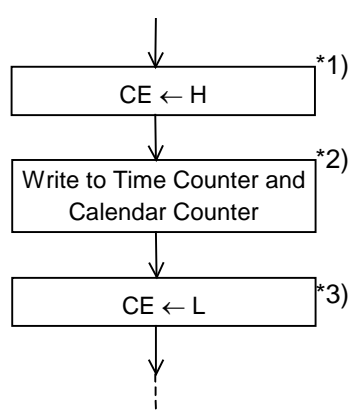 *1)
CE ← H
*2)
Write to Time Counter and
Calendar Counter
*3)
CE ← L